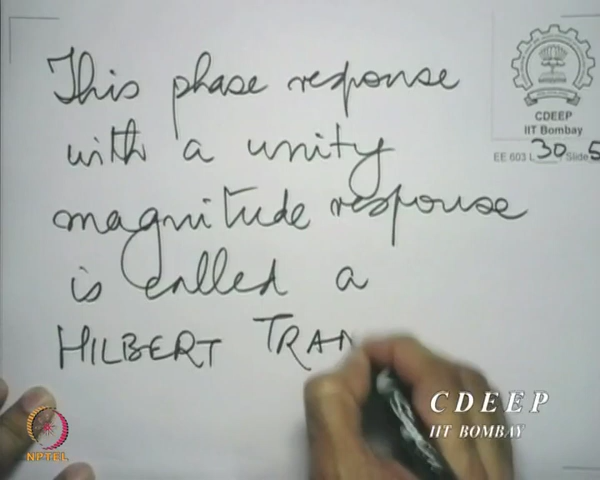 This phase response
with a unity
magnitude response
is called a
HILBERT TRAN
CDEEP
IIT Bombay
EE 603 L 30 Slide 5
CDEEP
IIT BOMBAY
NPTEL